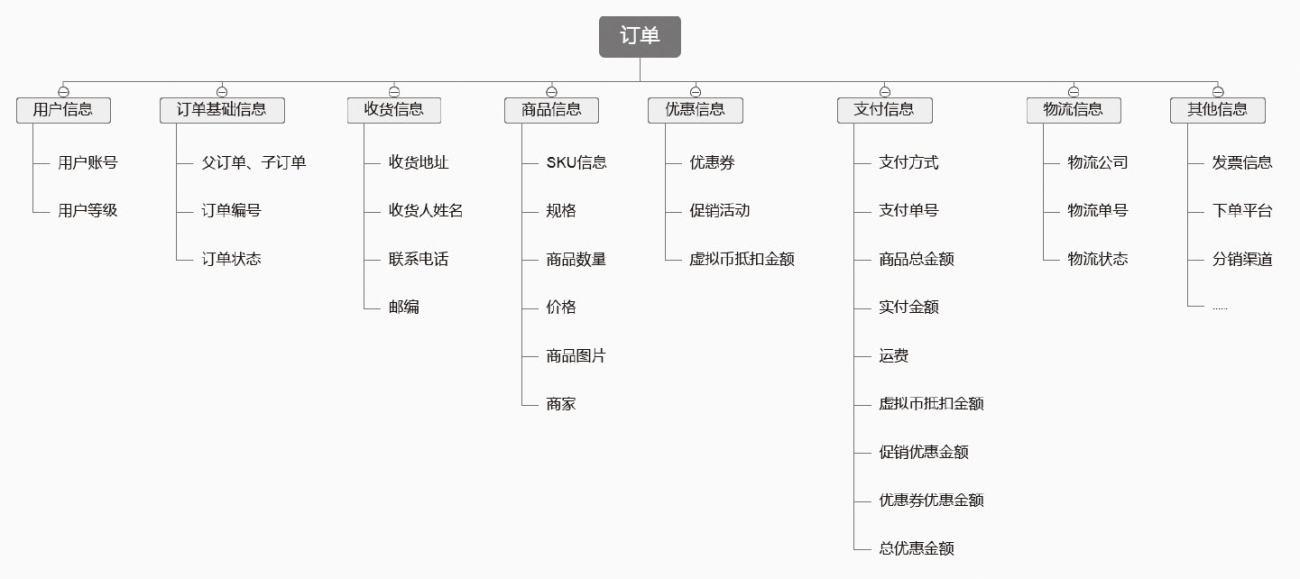 订单
用户信息
用户账号
用户等级
订单基础信息
父订单、子订单
订单编号
订单状态
收货信息
收货地址
收货人姓名
联系电话
邮编
商品信息
SKU信息
规格
商品数量
价格
商品图片
商家
优惠信息
优惠券
促销活动
虚拟币抵扣金额
支付信息
支付方式
支付单号
商品总金额
实付金额
运费
虚拟币抵扣金额
促销优惠金额
优惠券优惠金额
总优惠金额
物流信息
物流公司
物流单号
物流状态
其他信息
发票信息
下单平台
分销渠道
......